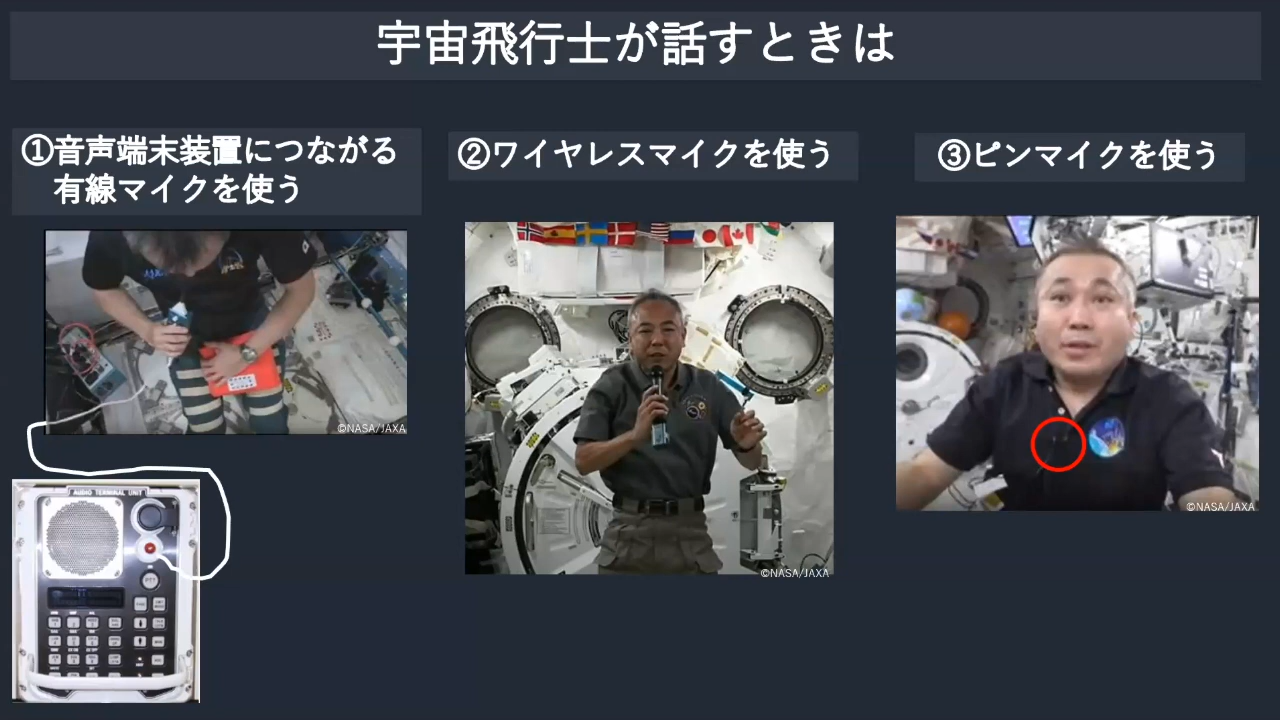 宇宙飛行士が話すときは
①音声端末装置につながる
有線マイクを使う
②ワイヤレスマイクを使う
③ピンマイクを使う
©NASA/JAXA
©NASA/JAXA
©NASA/JAXA
AUDIO TERMINAL UNIT
PTT